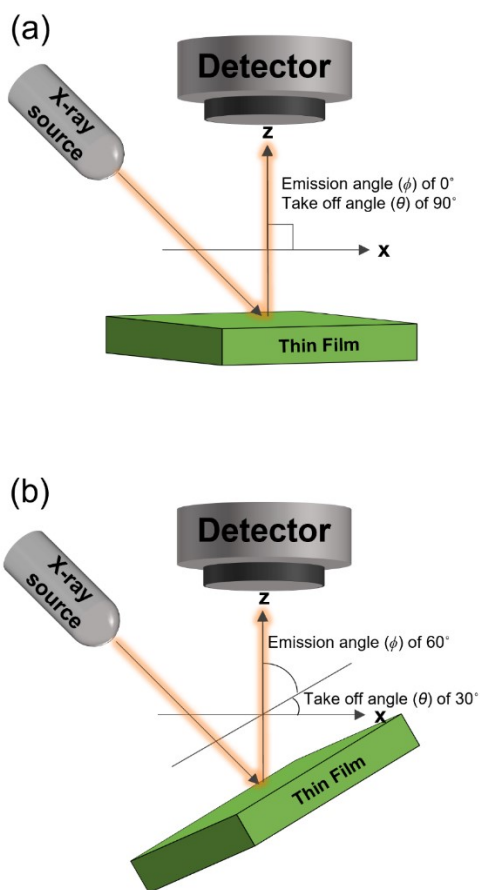 (a)
Detector
X-ray
source
z
Emission angle (ϕ) of 0°
Take off angle (θ) of 90°
x
Thin Film
(b)
Detector
X-ray
source
z
Emission angle (ϕ) of 60°
Take off angle (θ) of 30°
x
Thin Film